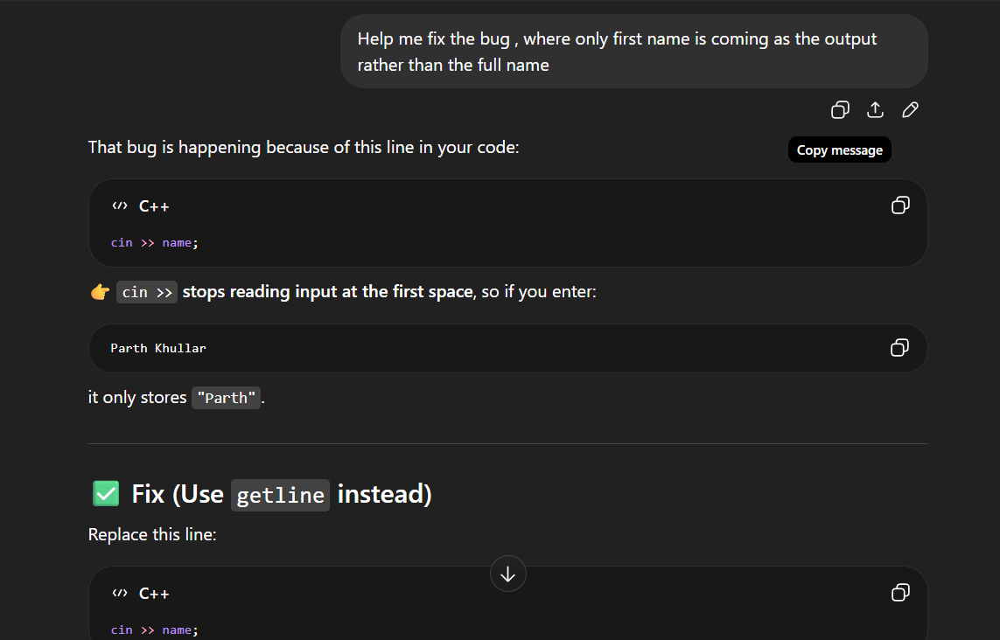 Help me fix the bug , where only first name is coming as the output
rather than the full name
Copy message
That bug is happening because of this line in your code:
C++
cin >> name;
👉 cin >> stops reading input at the first space, so if you enter:
Parth Khullar
it only stores "Parth".
✅ Fix (Use getline instead)
Replace this line:
C++
cin >> name;